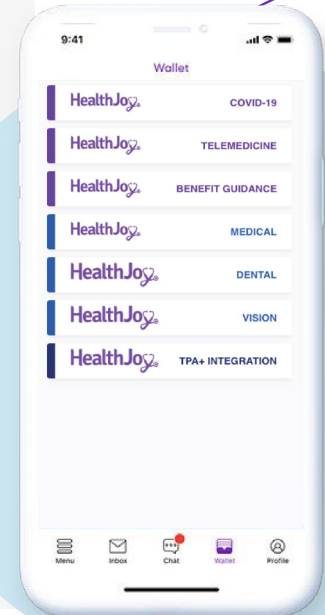 9:41
Wallet
HealthJoy® COVID-19
HealthJoy® TELEMEDICINE
HealthJoy® BENEFIT GUIDANCE
HealthJoy® MEDICAL
HealthJoy® DENTAL
HealthJoy® VISION
HealthJoy® TPA+ INTEGRATION
Menu Inbox Chat Wallet Profile